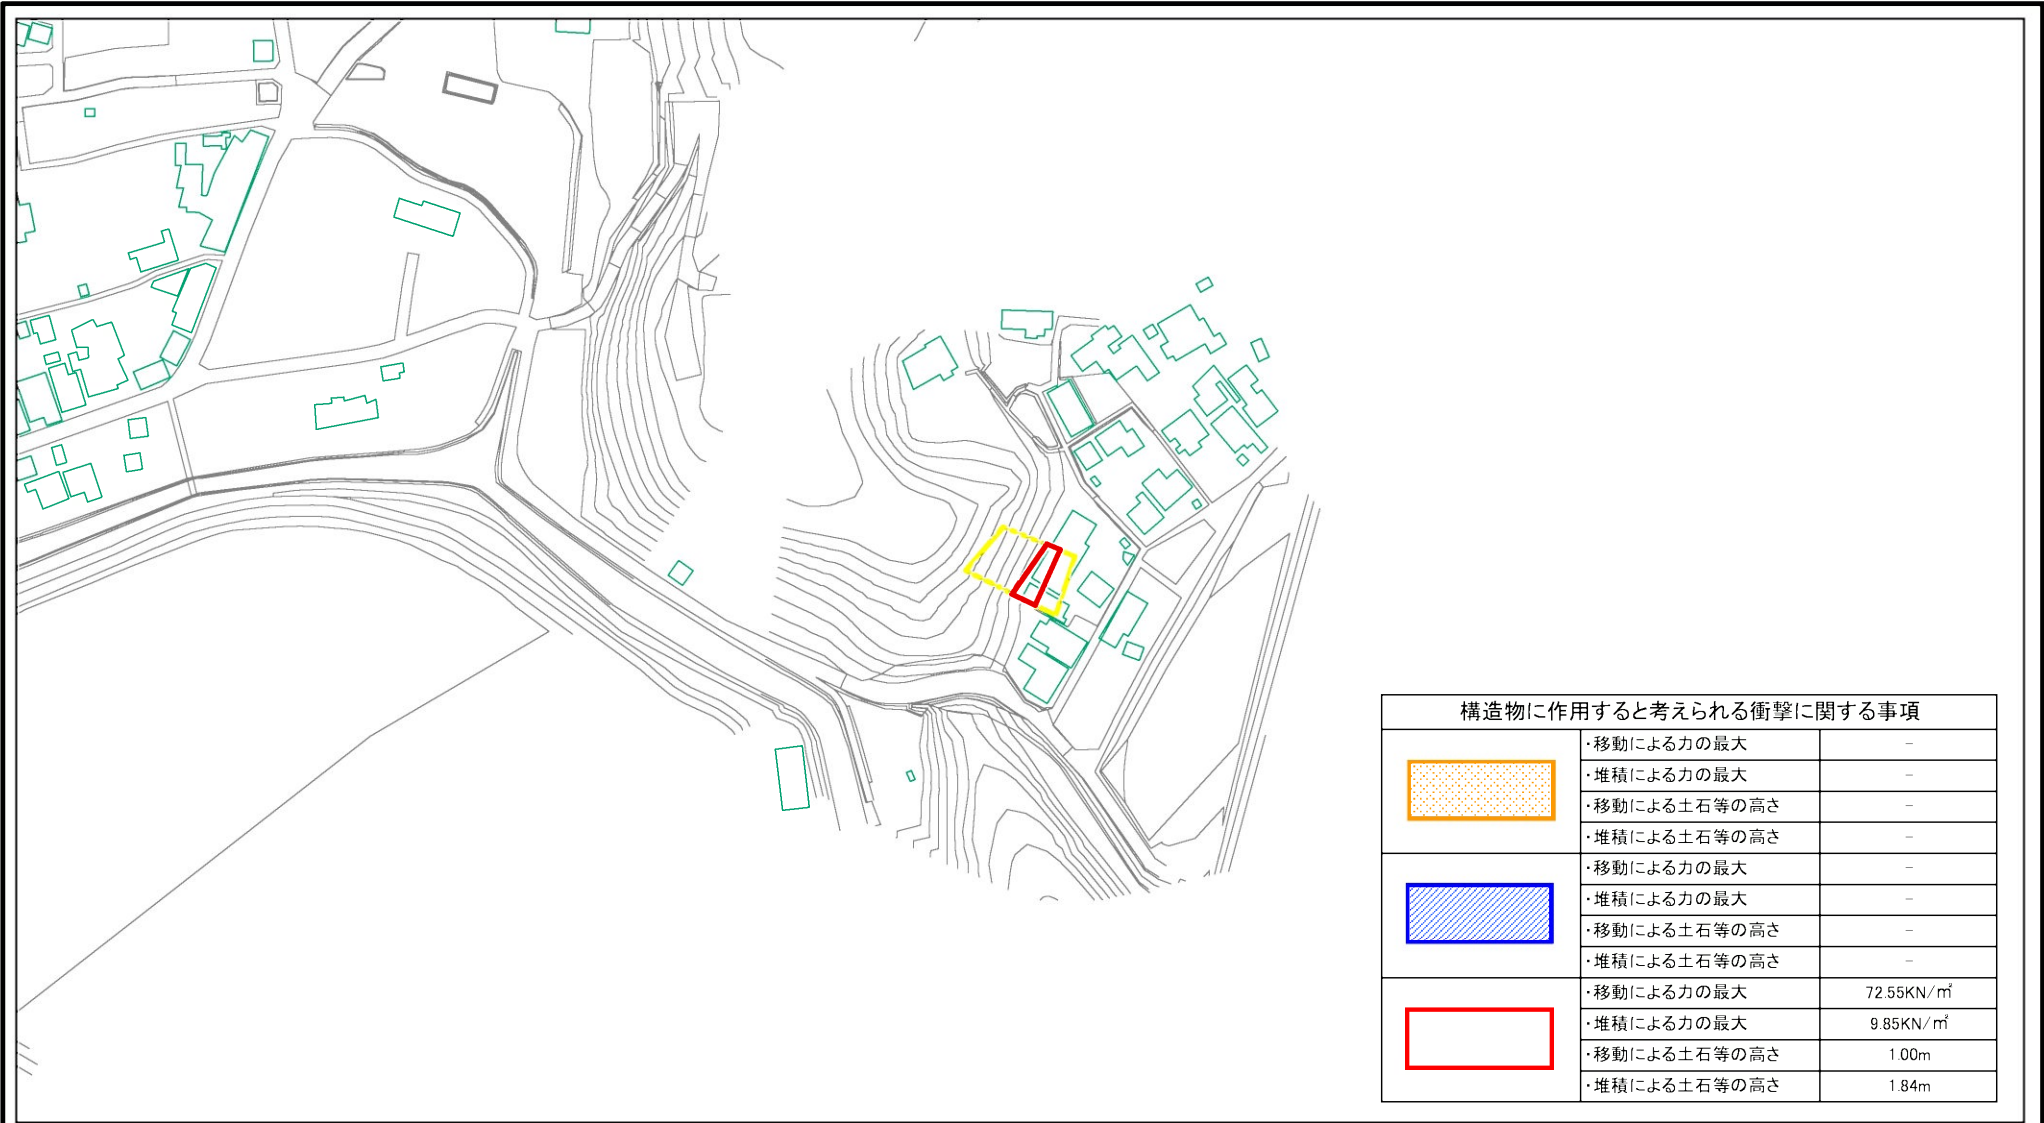 構造物に作用すると考えられる衝撃に関する事項
・移動による力の最大 －
・堆積による力の最大 －
・移動による土石等の高さ －
・堆積による土石等の高さ －
・移動による力の最大 －
・堆積による力の最大 －
・移動による土石等の高さ －
・堆積による土石等の高さ －
・移動による力の最大 72.55KN/㎡
・堆積による力の最大 9.85KN/㎡
・移動による土石等の高さ 1.00m
・堆積による土石等の高さ 1.84m